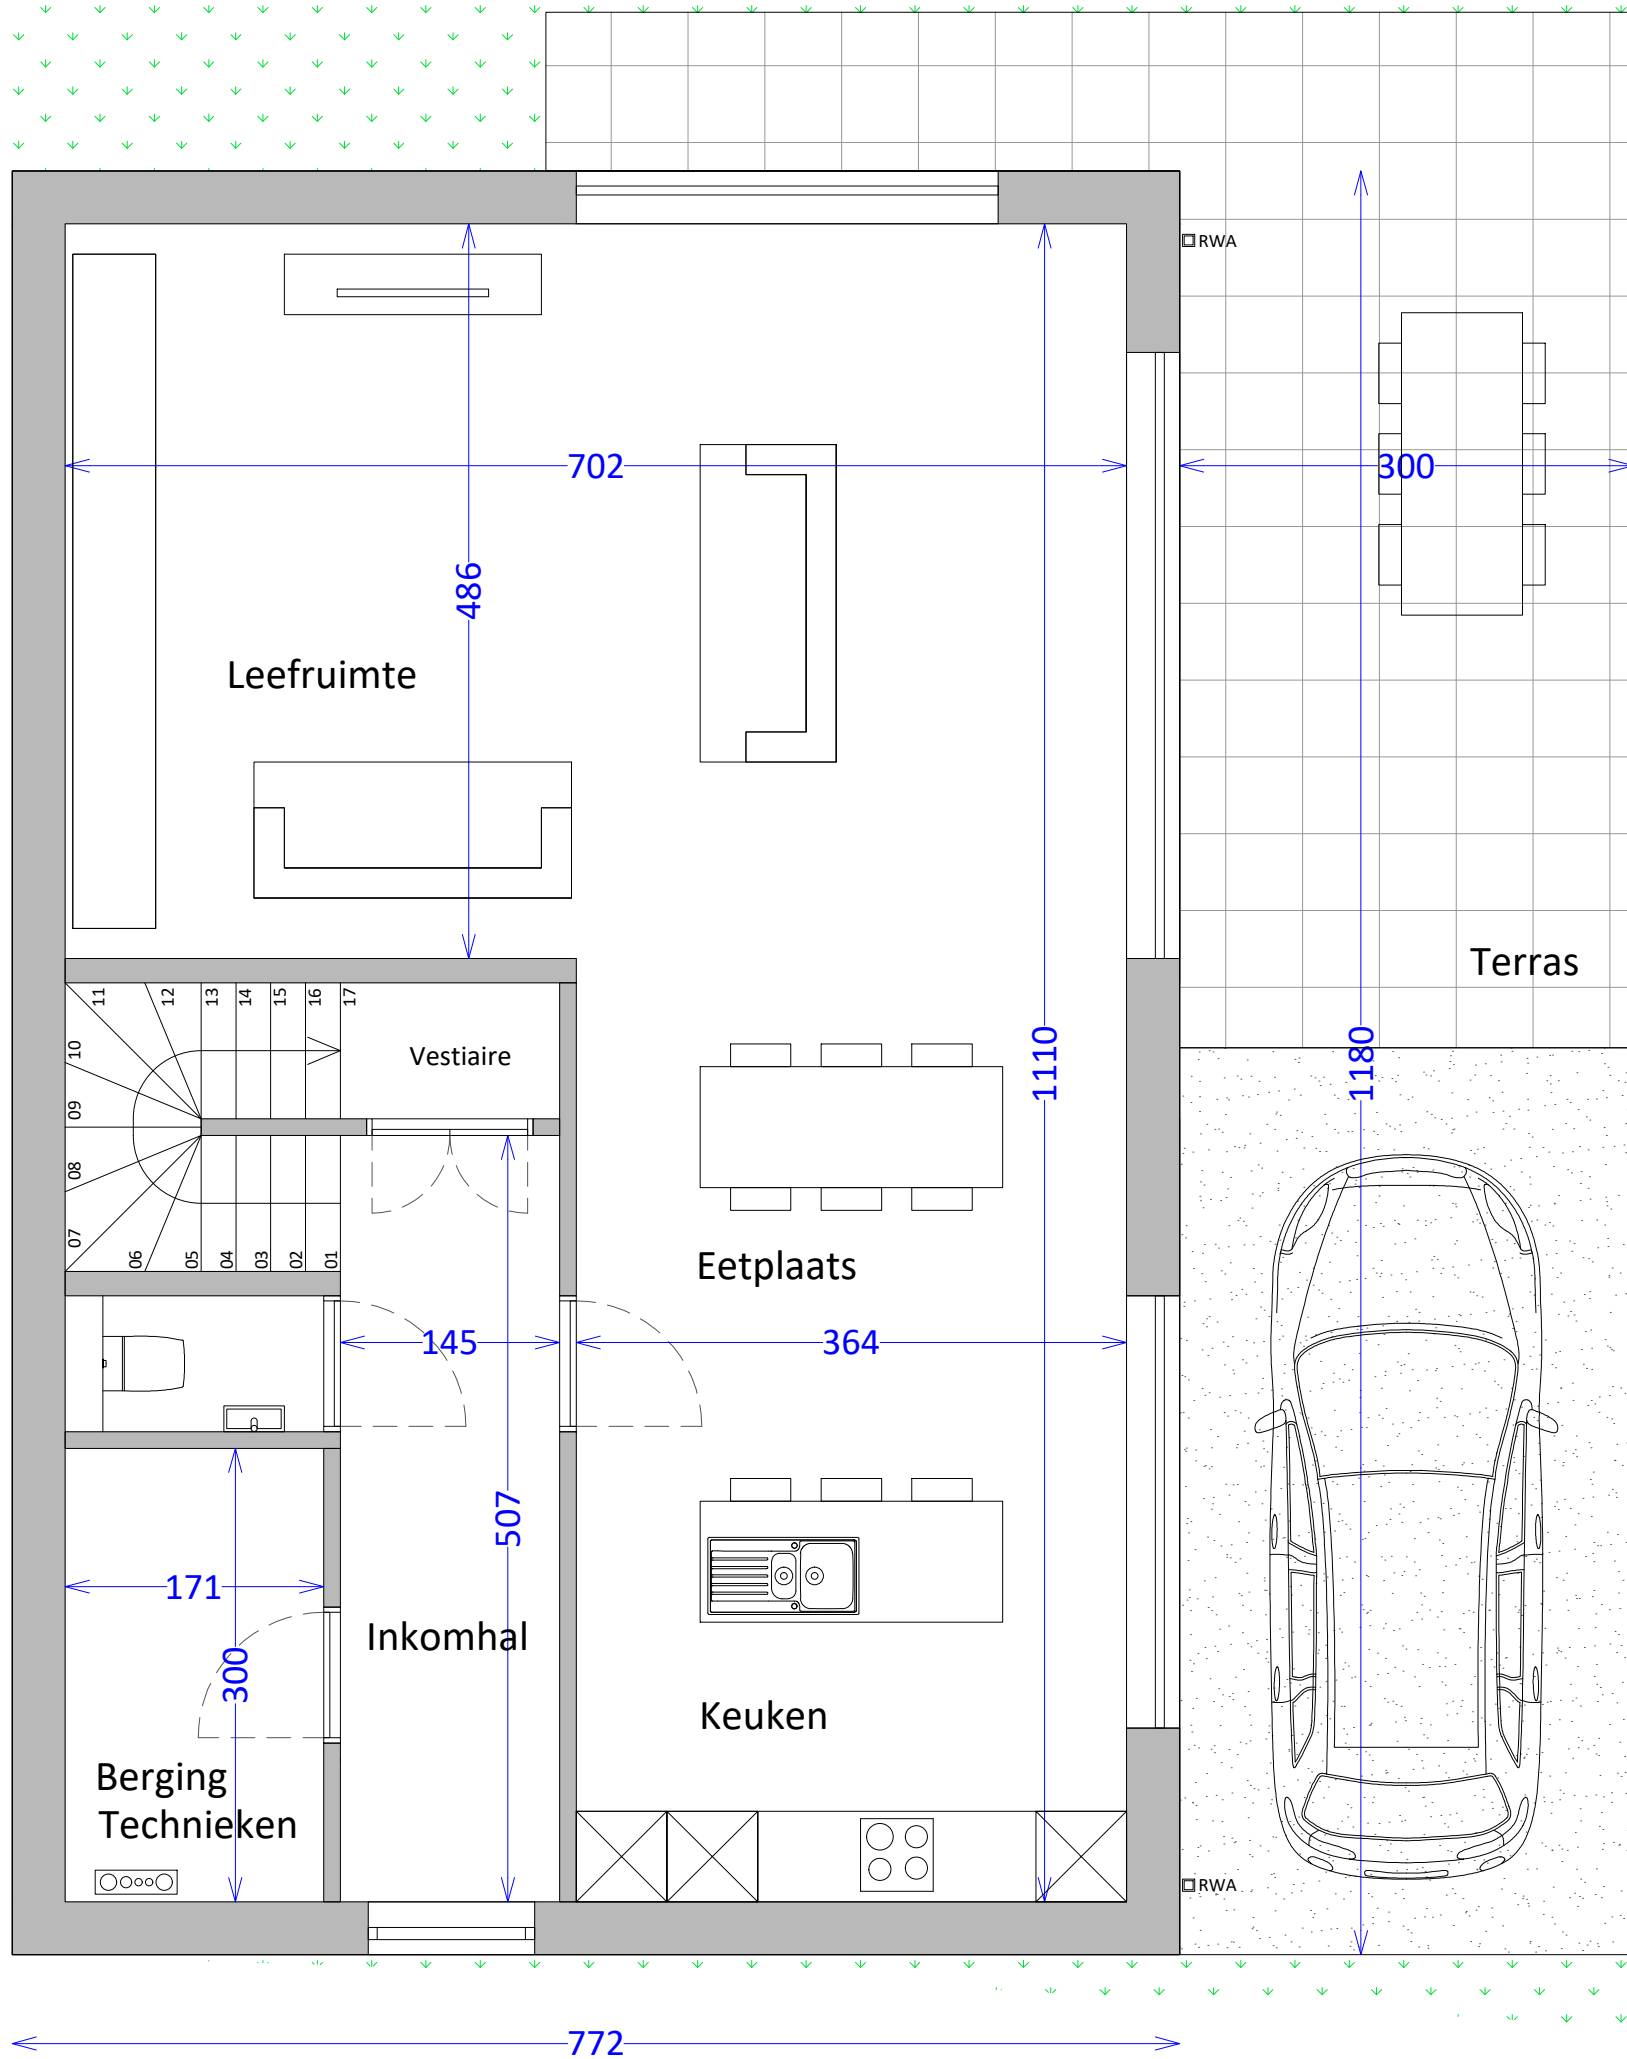 RWA
702
300
486
Leefruimte
Terras
11
12
13
14
15
16
17
10
Vestiaire
1110
1180
09
08
07
06
05
04
03
02
01
Eetplaats
145
364
507
171
Inkomhal
300
Keuken
Berging
Technieken
RWA
772